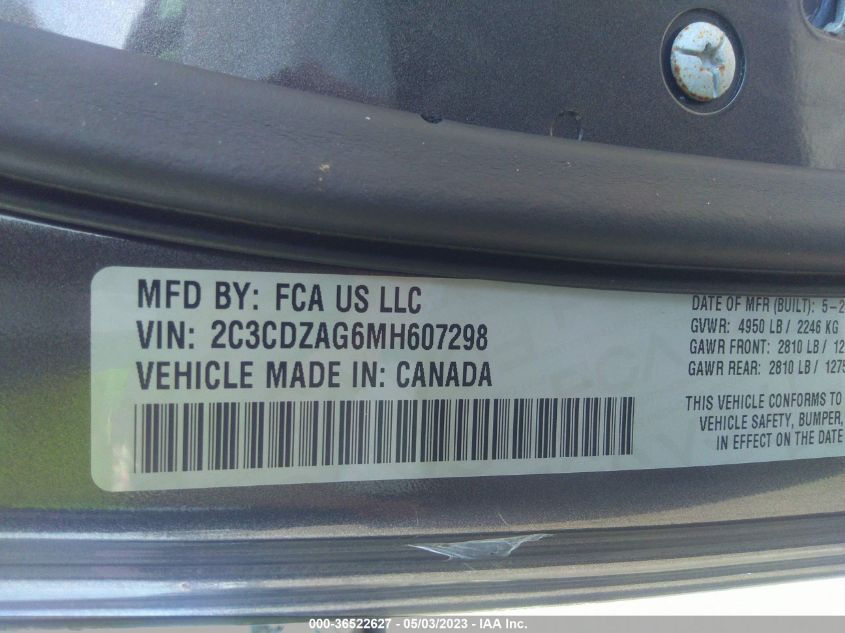 MFD BY: FCA US LLC
VIN: 2C3CDZAG6MH607298
VEHICLE MADE IN: CANADA
DATE OF MFR (BUILT): 5-2
GVWR: 4950 LB / 2246 KG
GAWR FRONT: 2810 LB / 12
GAWR REAR: 2810 LB / 1275
THIS VEHICLE CONFORMS TO
VEHICLE SAFETY, BUMPER,
IN EFFECT ON THE DATE
000-36522627 - 05/03/2023 - IAA Inc.